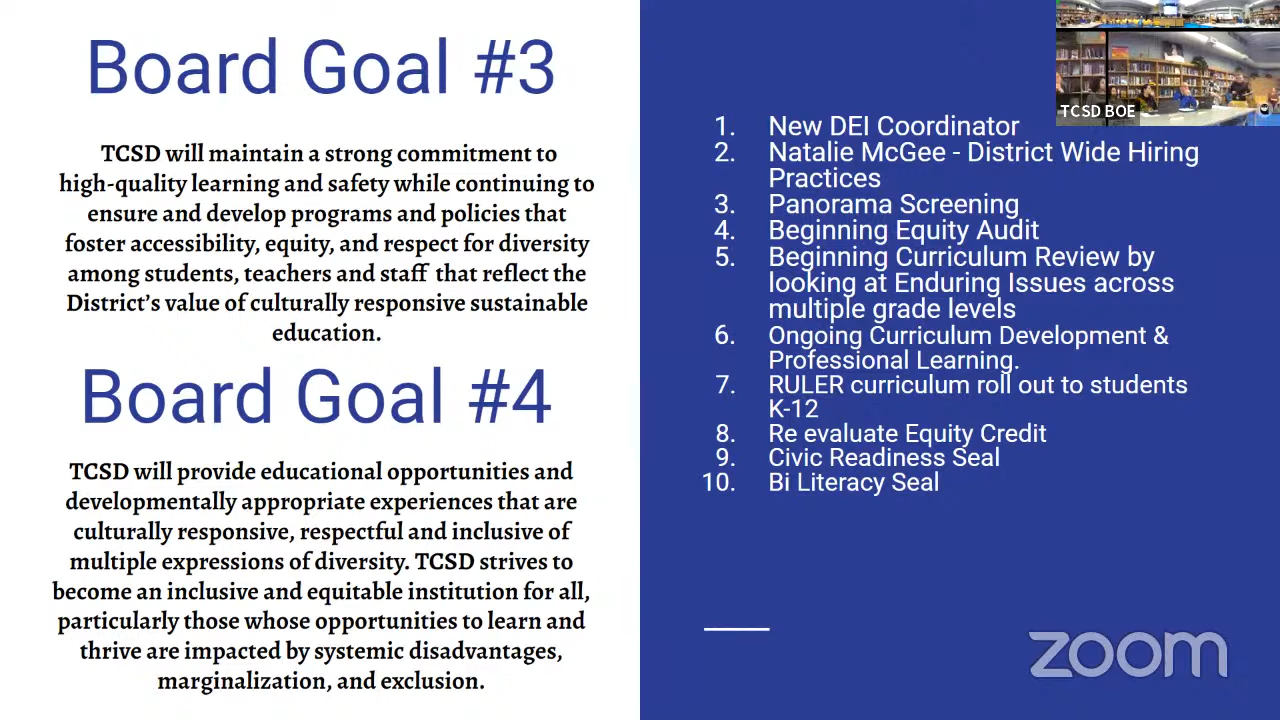 Board Goal #3
TCSD will maintain a strong commitment to
high-quality learning and safety while continuing to
ensure and develop programs and policies that
foster accessibility, equity, and respect for diversity
among students, teachers and staff that reflect the
District's value of culturally responsive sustainable
education.
Board Goal #4
TCSD will provide educational opportunities and
developmentally appropriate experiences that are
culturally responsive, respectful and inclusive of
multiple expressions of diversity. TCSD strives to
become an inclusive and equitable institution for all,
particularly those whose opportunities to learn and
thrive are impacted by systemic disadvantages,
marginalization, and exclusion.
TCSD BOE
1. New DEI Coordinator
2. Natalie McGee - District Wide Hiring
Practices
3. Panorama Screening
4. Beginning Equity Audit
5. Beginning Curriculum Review by
looking at Enduring Issues across
multiple grade levels
6. Ongoing Curriculum Development &
Professional Learning.
7. RULER curriculum roll out to students
K-12
8. Re evaluate Equity Credit
9. Civic Readiness Seal
10. Bi Literacy Seal
zoom